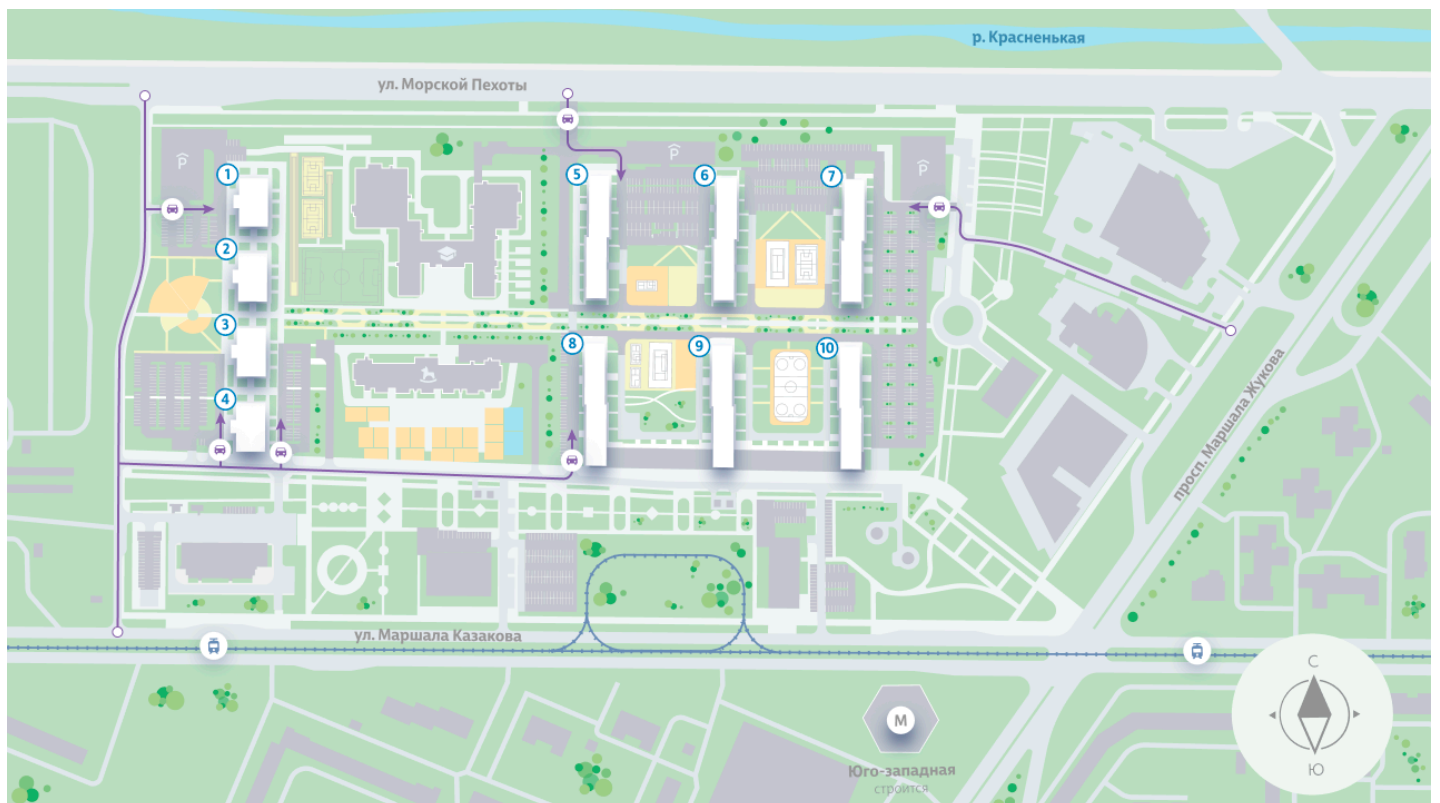 р. Красненькая
ул. Морской Пехоты
P
P
P
1
5
6
7
2
3
8
9
10
4
просп. Маршала Жукова
ул. Маршала Казакова
С
М
Юго-западная
строится
Ю